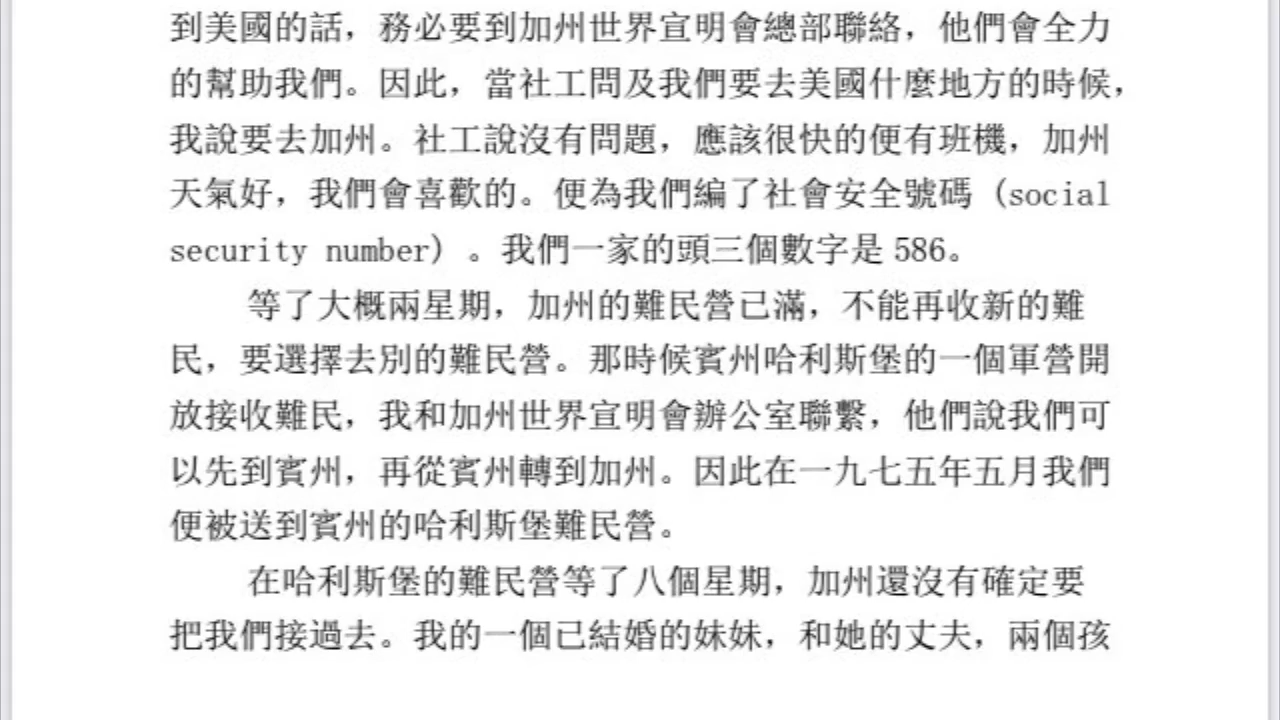 到美國的話，務必要到加州世界宣明會總部聯絡，他們會全力
的幫助我們。因此，當社工問及我們要去美國什麼地方的時候，
我說要去加州。社工說沒有問題，應該很快的便有班機，加州
天氣好，我們會喜歡的。便為我們編了社會安全號碼（social
security number）。我們一家的頭三個數字是 586。
等了大概兩星期，加州的難民營已滿，不能再收新的難
民，要選擇去別的難民營。那時候賓州哈利斯堡的一個軍營開
放接收難民，我和加州世界宣明會辦公室聯繫，他們說我們可
以先到賓州，再從賓州轉到加州。因此在一九七五年五月我們
便被送到賓州的哈利斯堡難民營。
在哈利斯堡的難民營等了八個星期，加州還沒有確定要
把我們接過去。我的一個已結婚的妹妹，和她的丈夫，兩個孩